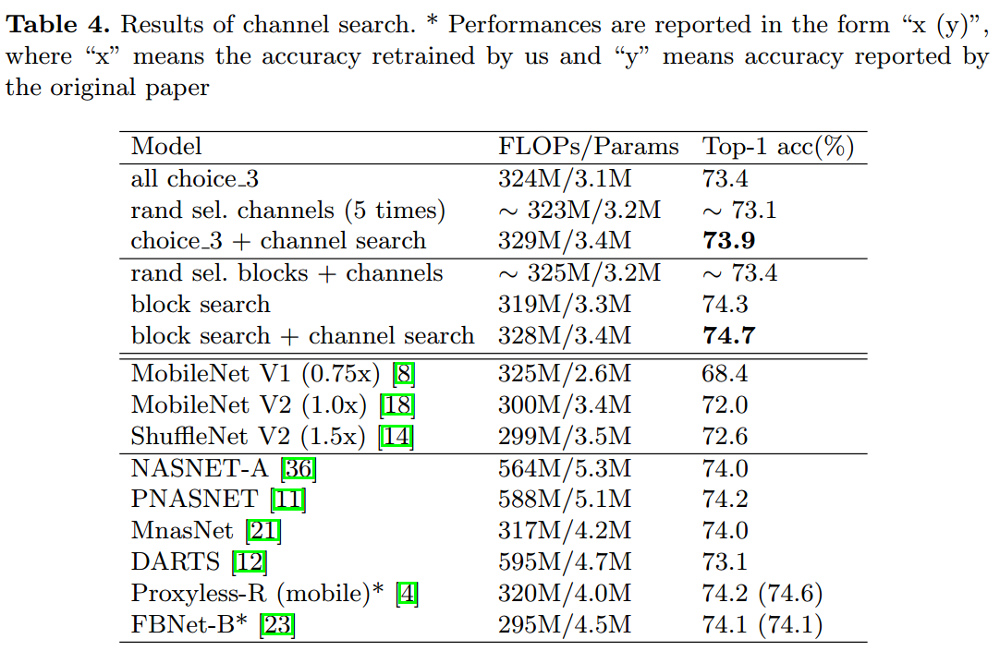 Table 4. Results of channel search. * Performances are reported in the form “x (y)”,
where “x” means the accuracy retrained by us and “y” means accuracy reported by
the original paper
Model FLOPs/Params Top-1 acc(%)
all choice_3 324M/3.1M 73.4
rand sel. channels (5 times) ∼ 323M/3.2M ∼ 73.1
choice_3 + channel search 329M/3.4M 73.9
rand sel. blocks + channels ∼ 325M/3.2M ∼ 73.4
block search 319M/3.3M 74.3
block search + channel search 328M/3.4M 74.7
MobileNet V1 (0.75x) [8] 325M/2.6M 68.4
MobileNet V2 (1.0x) [18] 300M/3.4M 72.0
ShuffleNet V2 (1.5x) [14] 299M/3.5M 72.6
NASNET-A [36] 564M/5.3M 74.0
PNASNET [11] 588M/5.1M 74.2
MnasNet [21] 317M/4.2M 74.0
DARTS [12] 595M/4.7M 73.1
Proxyless-R (mobile)* [4] 320M/4.0M 74.2 (74.6)
FBNet-B* [23] 295M/4.5M 74.1 (74.1)